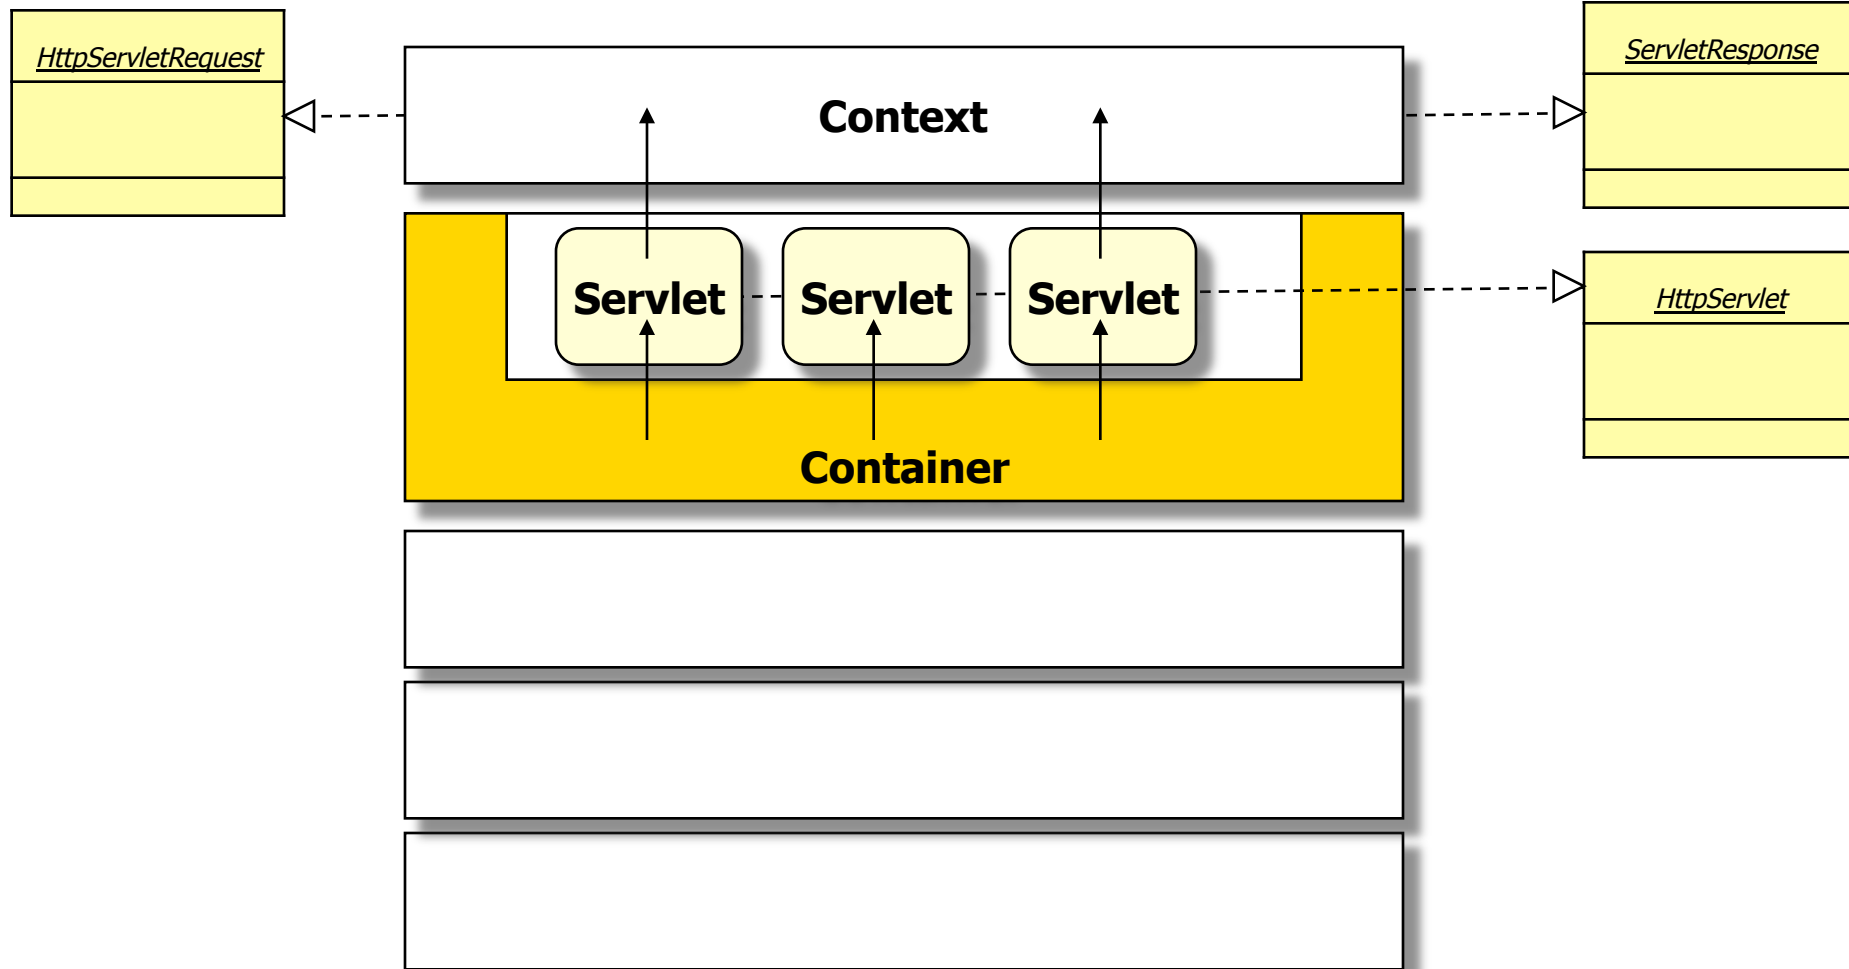 HttpServletRequest
Context
ServletResponse
Servlet
Servlet
Servlet
HttpServlet
Container